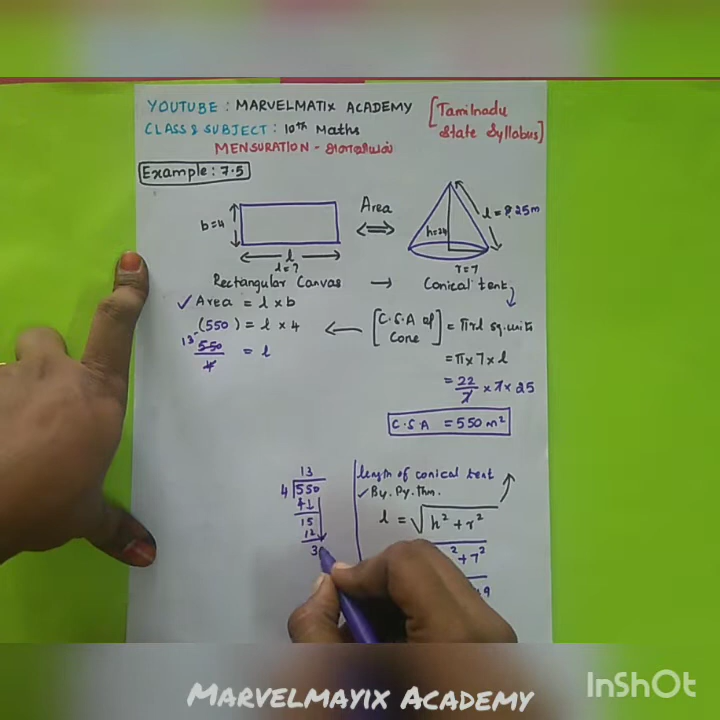 YOUTUBE : MARVELMATIX ACADEMY
[Tamilnadu State Syllabus]
CLASS & SUBJECT : 10th Maths
MENSURATION - அளவியல்
Example : 7.5
b=4
l
l=?
Area
h=24
r=7
l = 25m
Rectangular Canvas → Conical tent
✓ Area = l × b
(550) = l × 4
13
550/4 = l
[C.S.A of Cone] = πrl sq.units
= π × 7 × l
= 22/7 × 7 × 25
C.S.A = 550 m²
13
4 550
4
15
12
3
length of conical tent
✓ By. Py. thm.
l = √h² + r²
² + 7²
9
InShOt
MARVELMAYIX ACADEMY